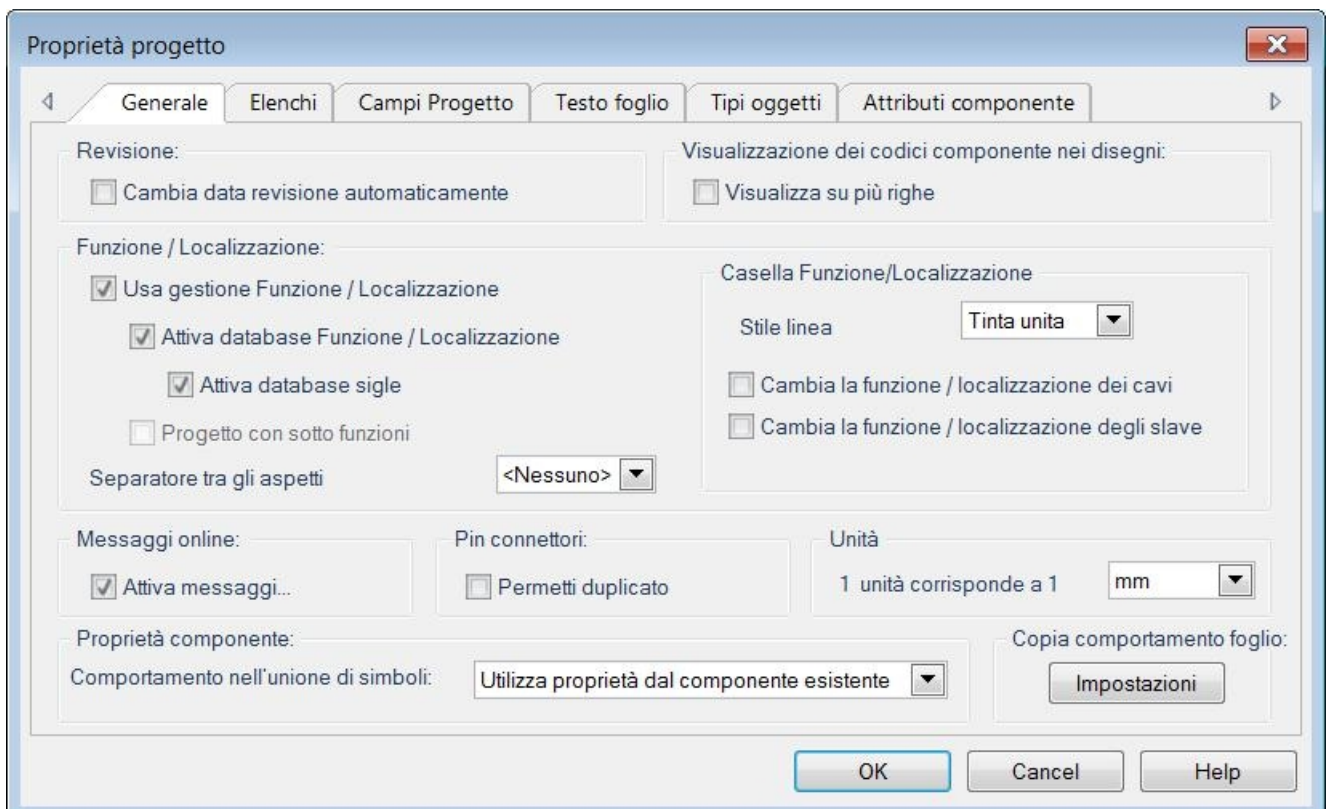 Proprietà progetto
Generale Elenchi Campi Progetto Testo foglio Tipi oggetti Attributi componente
Revisione:
Cambia data revisione automaticamente
Visualizzazione dei codici componente nei disegni:
Visualizza su più righe
Funzione / Localizzazione:
Usa gestione Funzione / Localizzazione
Attiva database Funzione / Localizzazione
Attiva database sigle
Progetto con sotto funzioni
Separatore tra gli aspetti <Nessuno>
Casella Funzione/Localizzazione
Stile linea Tinta unita
Cambia la funzione / localizzazione dei cavi
Cambia la funzione / localizzazione degli slave
Messaggi online:
Attiva messaggi...
Pin connettori:
Permetti duplicato
Unità
1 unità corrisponde a 1 mm
Proprietà componente:
Comportamento nell'unione di simboli: Utilizza proprietà dal componente esistente
Copia comportamento foglio:
Impostazioni
OK Cancel Help